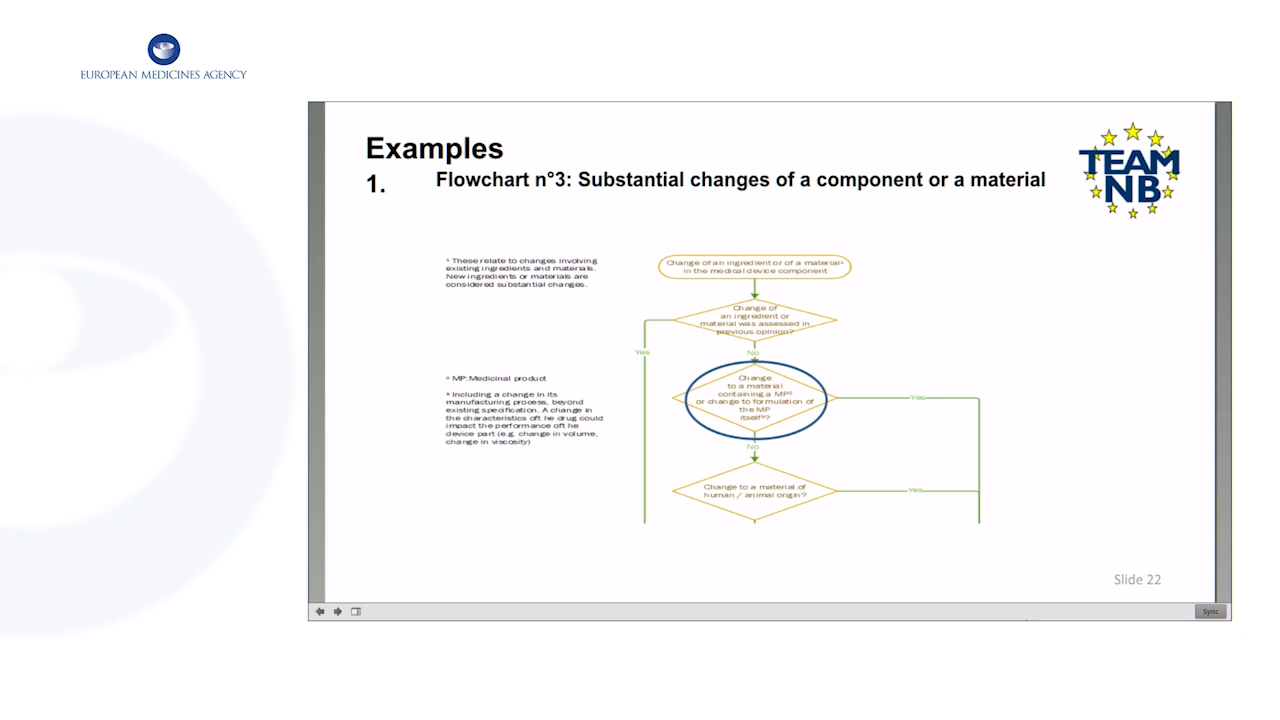 EUROPEAN MEDICINES AGENCY
Examples
1. Flowchart n°3: Substantial changes of a component or a material
TEAM
NB
¹ These relate to changes involving
existing ingredients and materials.
New ingredients or materials are
considered substantial changes.
Change of an ingredient or of a material¹
in the medical device component
Change of
an ingredient or
material was assessed in
previous opinion?
Yes
No
² MP: Medicinal product
³ Including a change in its
manufacturing process, beyond
existing specification. A change in
the characteristics oft he drug could
impact the performance oft he
device part (e.g. change in volume,
change in viscosity)
Change
to a material
containing a MP²
or change to formulation of
the MP
itself³?
Yes
No
Change to a material of
human / animal origin?
Yes
Slide 22
Sync